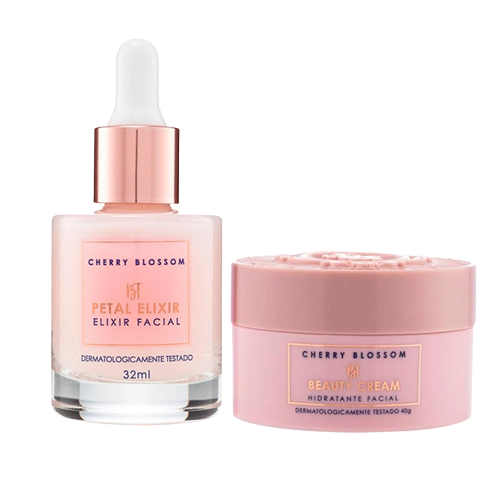 CHERRY BLOSSOM
BT
PETAL ELIXIR
ELIXIR FACIAL
DERMATOLOGICAMENTE TESTADO
32ml
CHERRY BLOSSOM
BT
BEAUTY CREAM
HIDRATANTE FACIAL
DERMATOLOGICAMENTE TESTADO 40g